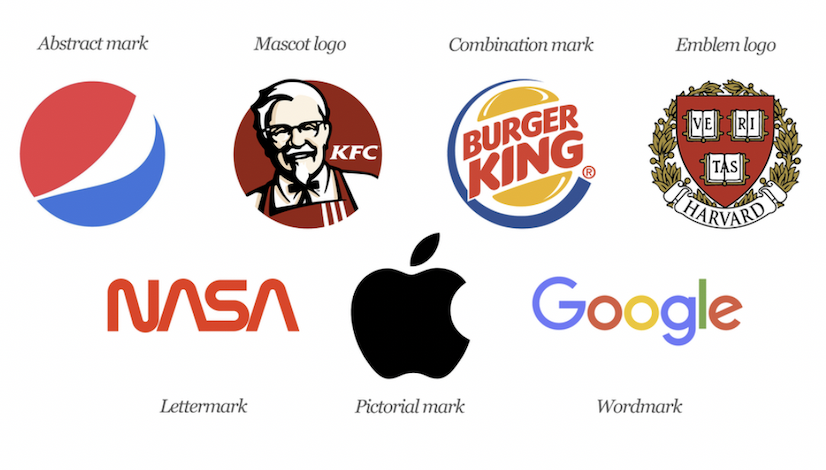 Abstract mark
Mascot logo
Combination mark
Emblem logo
KFC
BURGER
KING
®
VE RI
TAS
HARVARD
NASA
Google
Lettermark
Pictorial mark
Wordmark